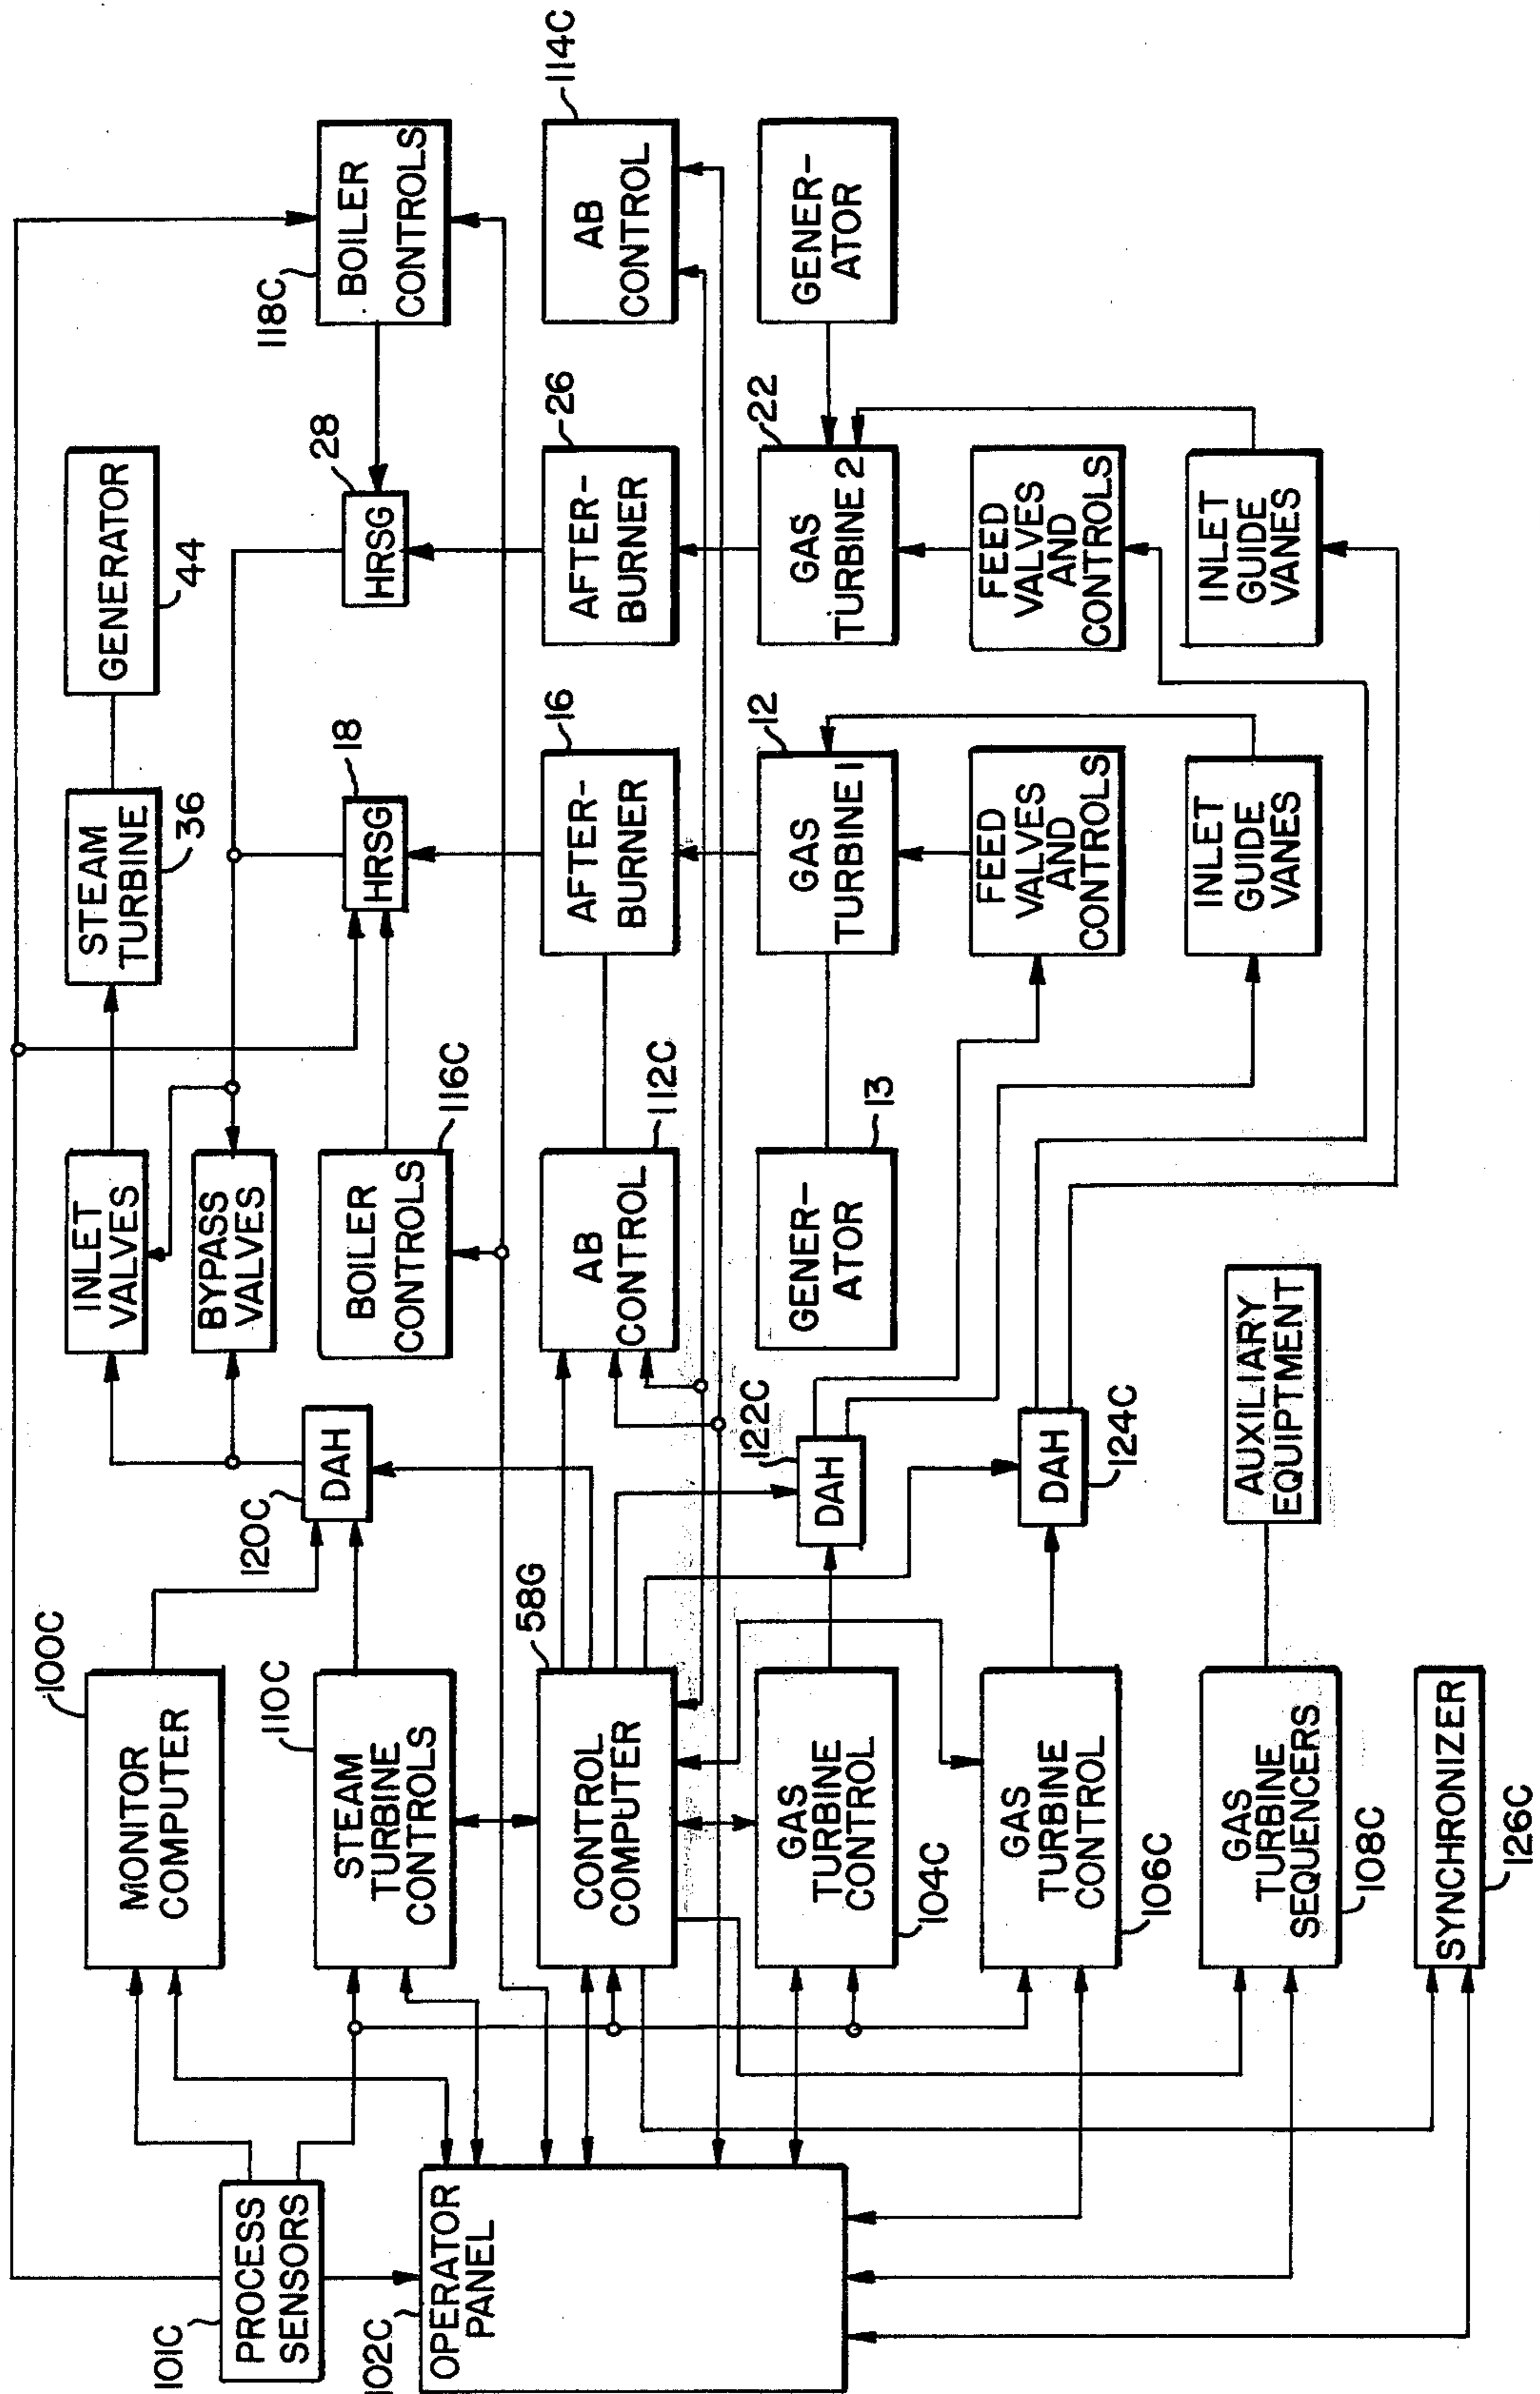 101C
PROCESS
SENSORS
102C
OPERATOR
PANEL
100C
MONITOR
COMPUTER
110C
STEAM
TURBINE
CONTROLS
58G
CONTROL
COMPUTER
GAS
TURBINE
CONTROL
104C
GAS
TURBINE
CONTROL
106C
GAS
TURBINE
SEQUENCERS
108C
SYNCHRONIZER
126C
120C
DAH
122C
DAH
DAH
124C
AUXILIARY
EQUIPTMENT
INLET
VALVES
BYPASS
VALVES
BOILER
CONTROLS
116C
AB
CONTROL
112C
GENER-
ATOR
13
STEAM
TURBINE
36
HRSG
18
AFTER-
BURNER
16
GAS
TURBINE 1
12
FEED
VALVES
AND
CONTROLS
INLET
GUIDE
VANES
GENERATOR
44
HRSG
28
AFTER-
BURNER
26
GAS
TURBINE 2
22
FEED
VALVES
AND
CONTROLS
INLET
GUIDE
VANES
118C
BOILER
CONTROLS
AB
CONTROL
114C
GENER-
ATOR